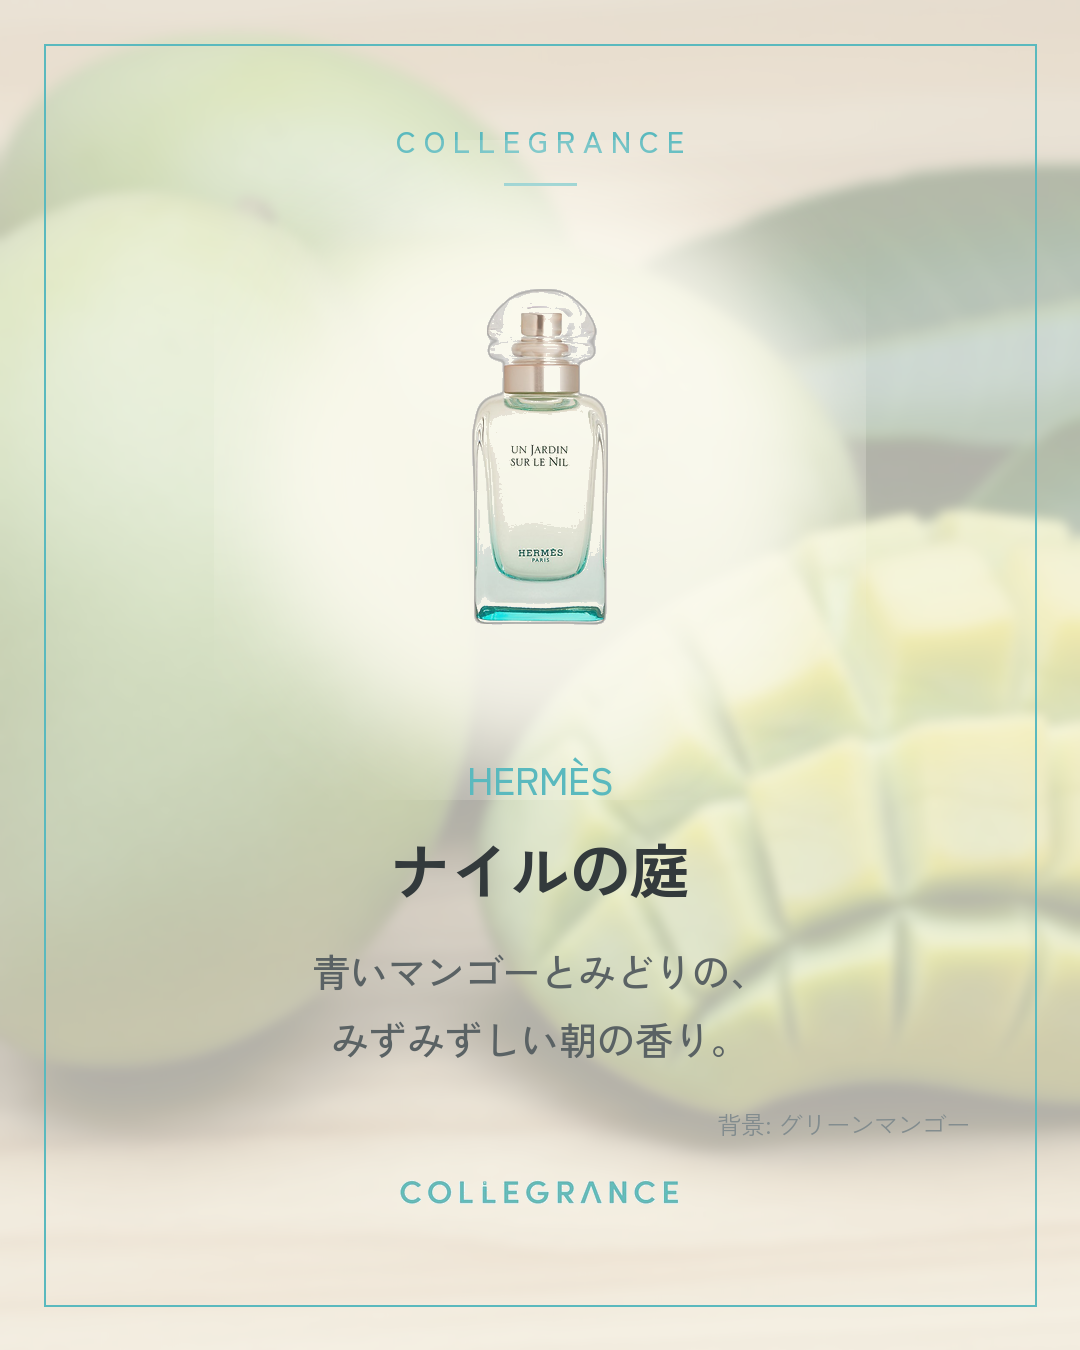 COLLEGRANCE
UN JARDIN
SUR LE NIL
HERMÈS
PARIS
HERMÈS
ナイルの庭
青いマンゴーとみどりの、
みずみずしい朝の香り。
背景: グリーンマンゴー
COLLEGRANCE